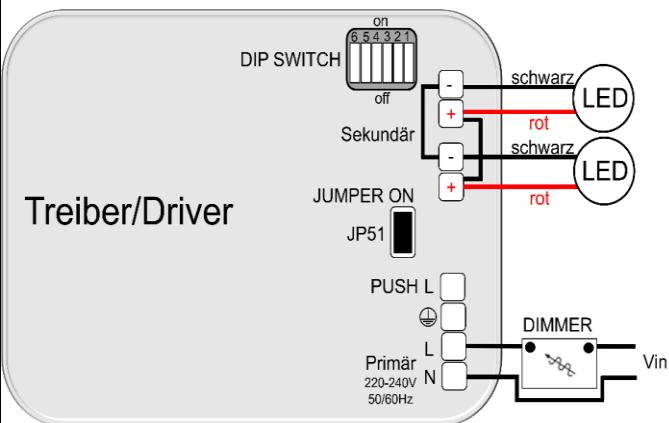 on
6 5 4 3 2 1
DIP SWITCH
off
- schwarz LED
+ rot
Sekundär
- schwarz LED
+ rot
Treiber/Driver
JUMPER ON
JP51
PUSH L
DIMMER
L
Primär
220-240V N
50/60Hz
Vin